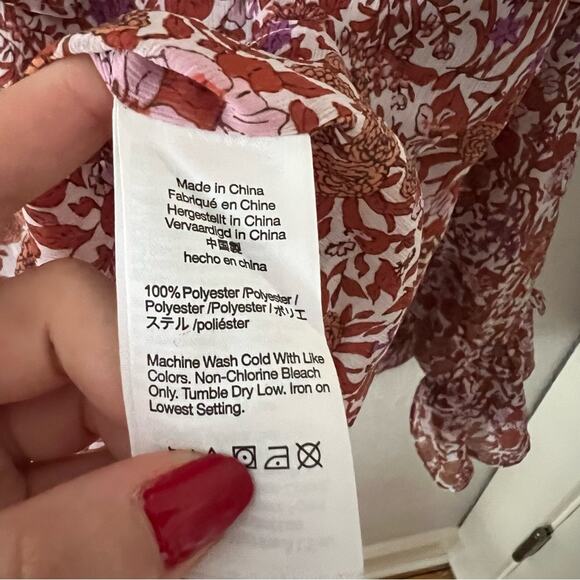 Made in China
Fabriqué en Chine
Hergestellt in China
Vervaardigd in China
中国製
hecho en china
100% Polyester /Polyester /
Polyester /Polyester / ポリエ
ステル /poliéster
Machine Wash Cold With Like
Colors. Non-Chlorine Bleach
Only. Tumble Dry Low. Iron on
Lowest Setting.